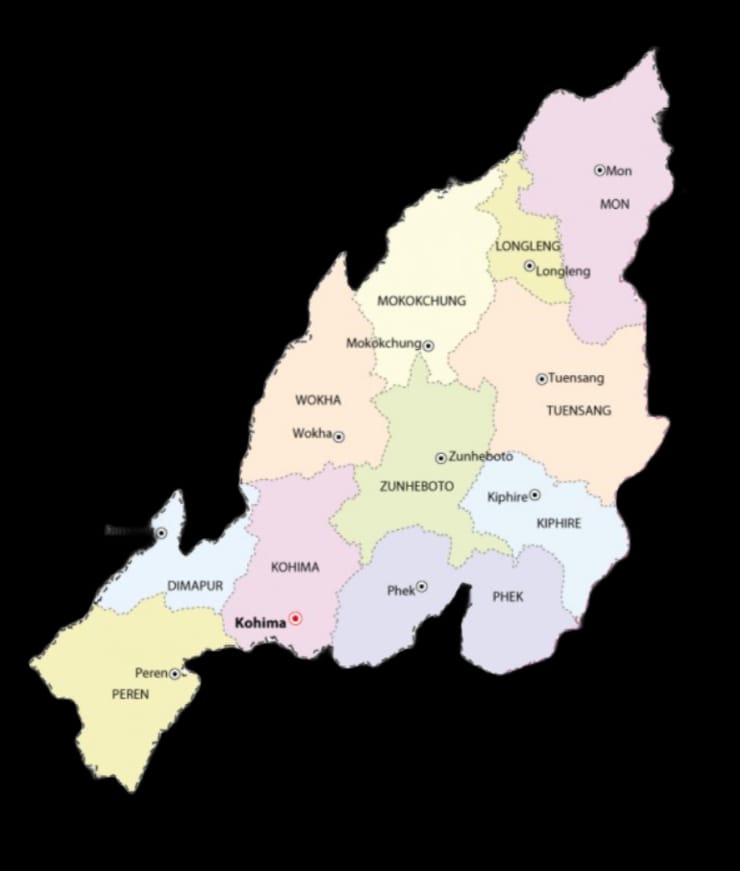 Mon
MON
LONGLENG
Longleng
MOKOKCHUNG
Mokokchung
Tuensang
WOKHA
TUENSANG
Wokha
Zunheboto
ZUNHEBOTO
Kiphire
KIPHIRE
KOHIMA
DIMAPUR
Phek
PHEK
Kohima
Peren
PEREN